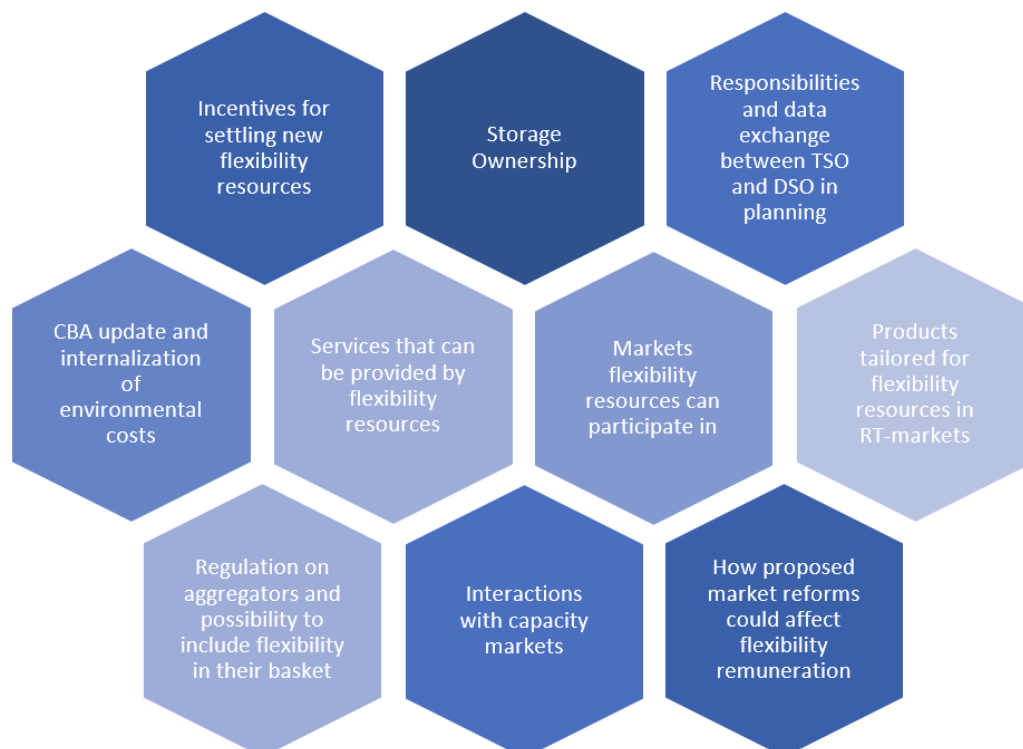 Incentives for
settling new
flexibility
resources
Storage
Ownership
Responsibilities
and data
exchange
between TSO
and DSO in
planning
CBA update and
internalization
of
environmental
costs
Services that can
be provided by
flexibility
resources
Markets
flexibility
resources can
participate in
Products
tailored for
flexibility
resources in
RT-markets
Regulation on
aggregators and
possibility to
include flexibility
in their basket
Interactions
with capacity
markets
How proposed
market reforms
could affect
flexibility
remuneration